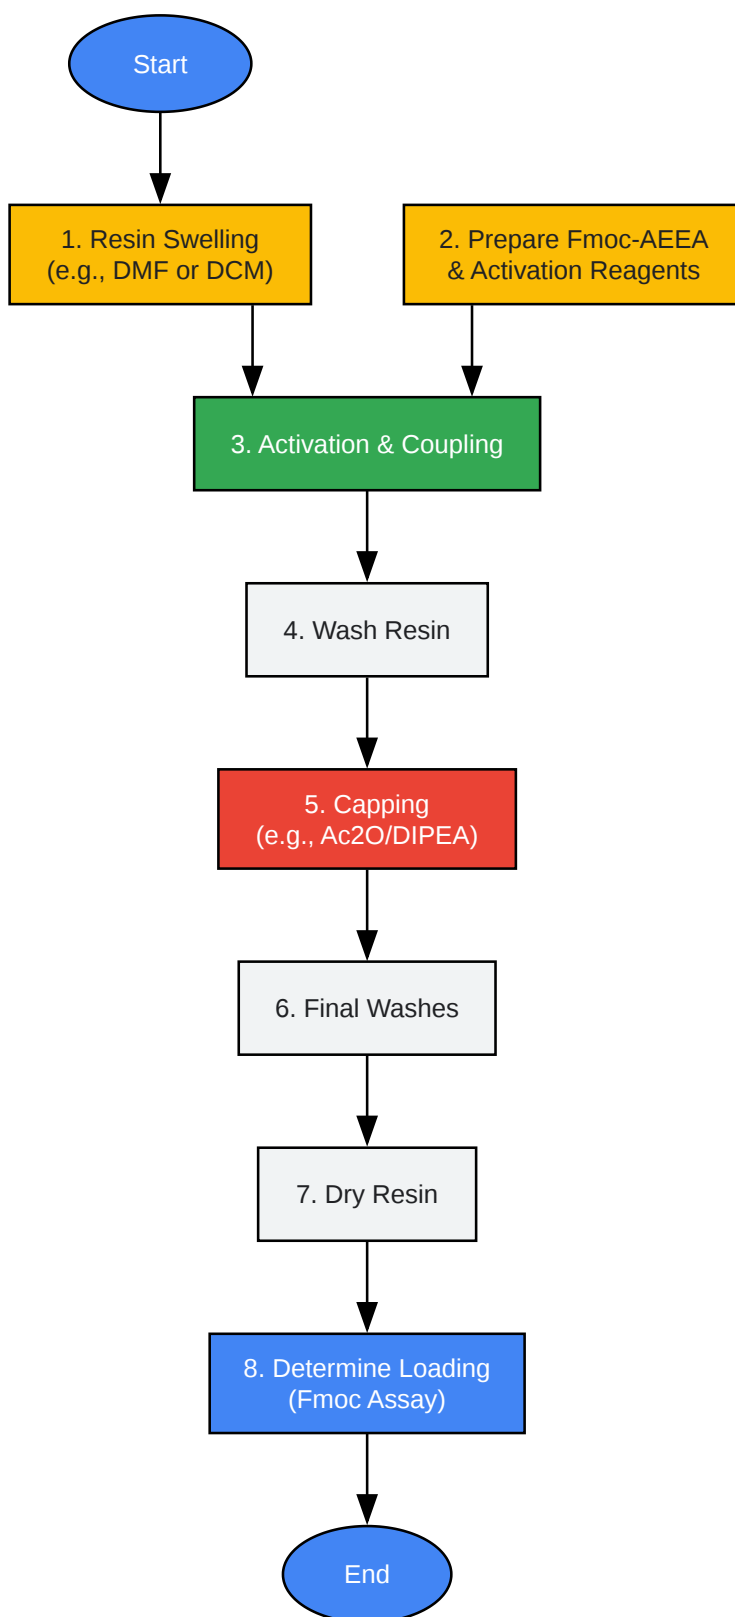 Start
1. Resin Swelling
(e.g., DMF or DCM)
2. Prepare Fmoc-AEEA
& Activation Reagents
3. Activation & Coupling
4. Wash Resin
5. Capping
(e.g., Ac2O/DIPEA)
6. Final Washes
7. Dry Resin
8. Determine Loading
(Fmoc Assay)
End